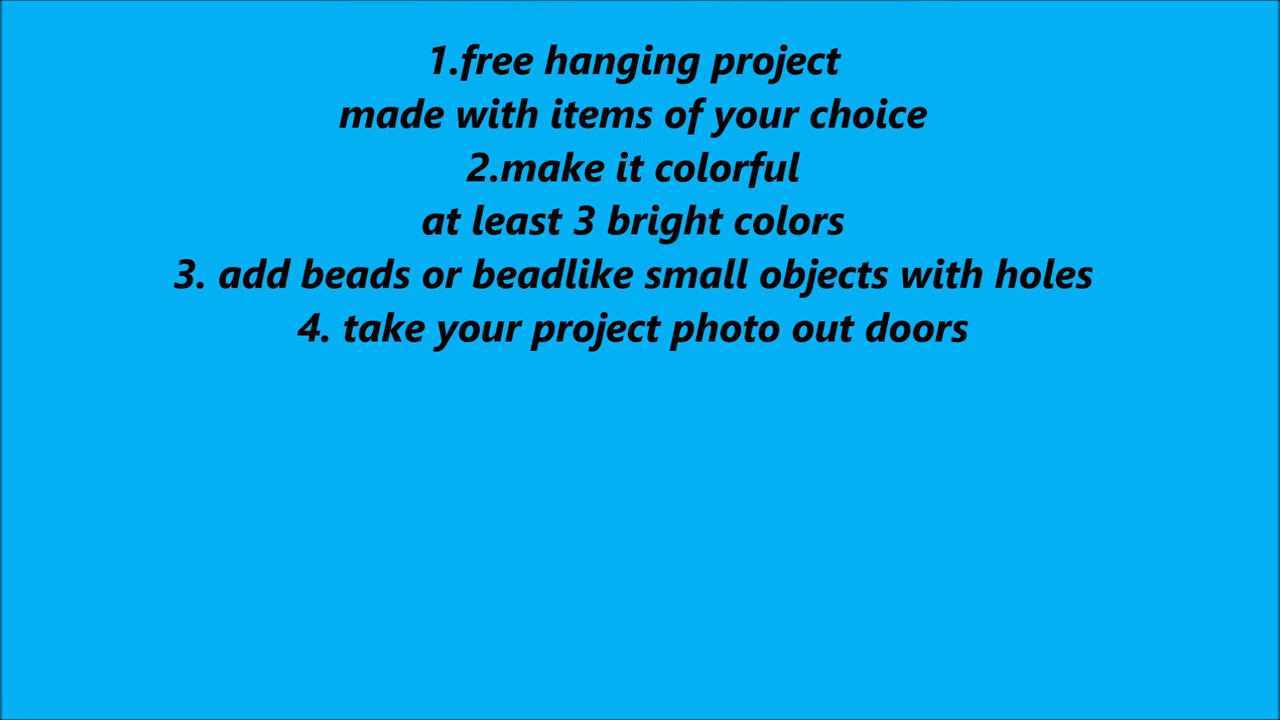 1.free hanging project
made with items of your choice
2.make it colorful
at least 3 bright colors
3. add beads or beadlike small objects with holes
4. take your project photo out doors